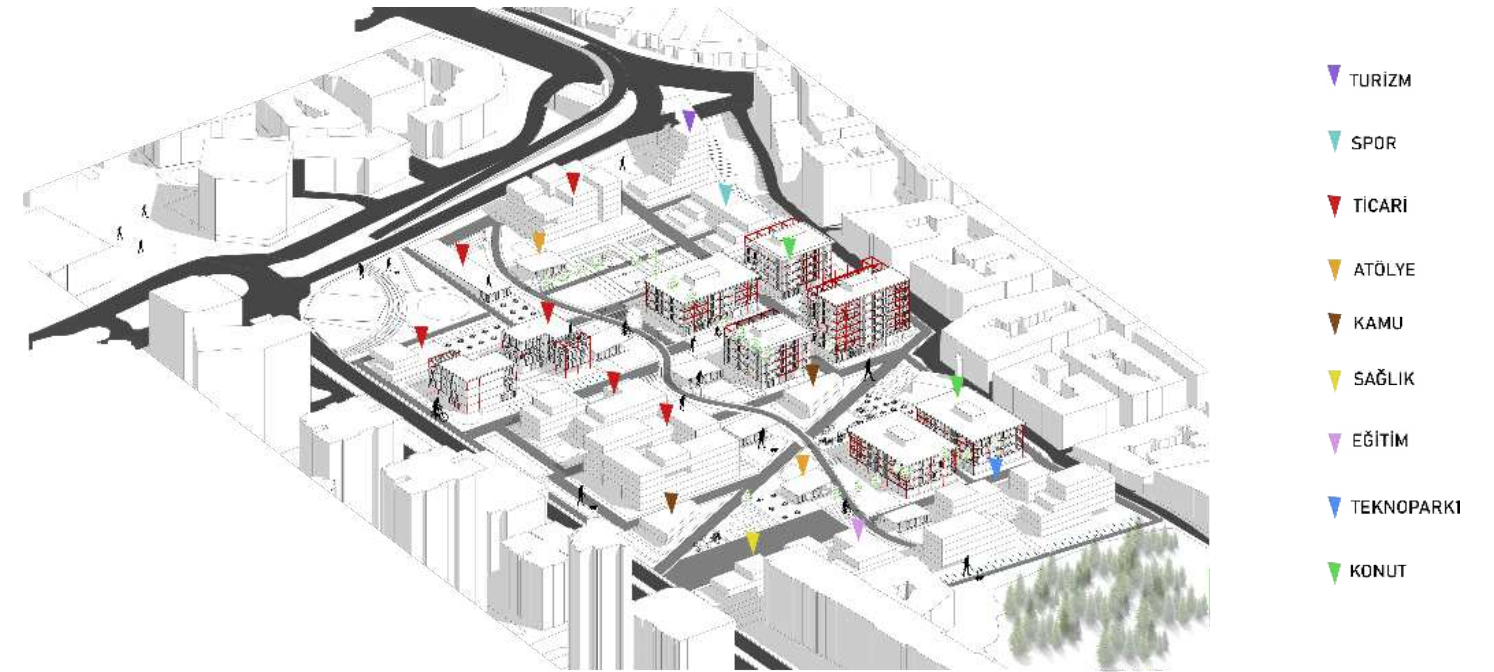 TURİZM
SPOR
TİCARİ
ATÖLYE
KAMU
SAĞLIK
EĞİTİM
TEKNOPARK1
KONUT